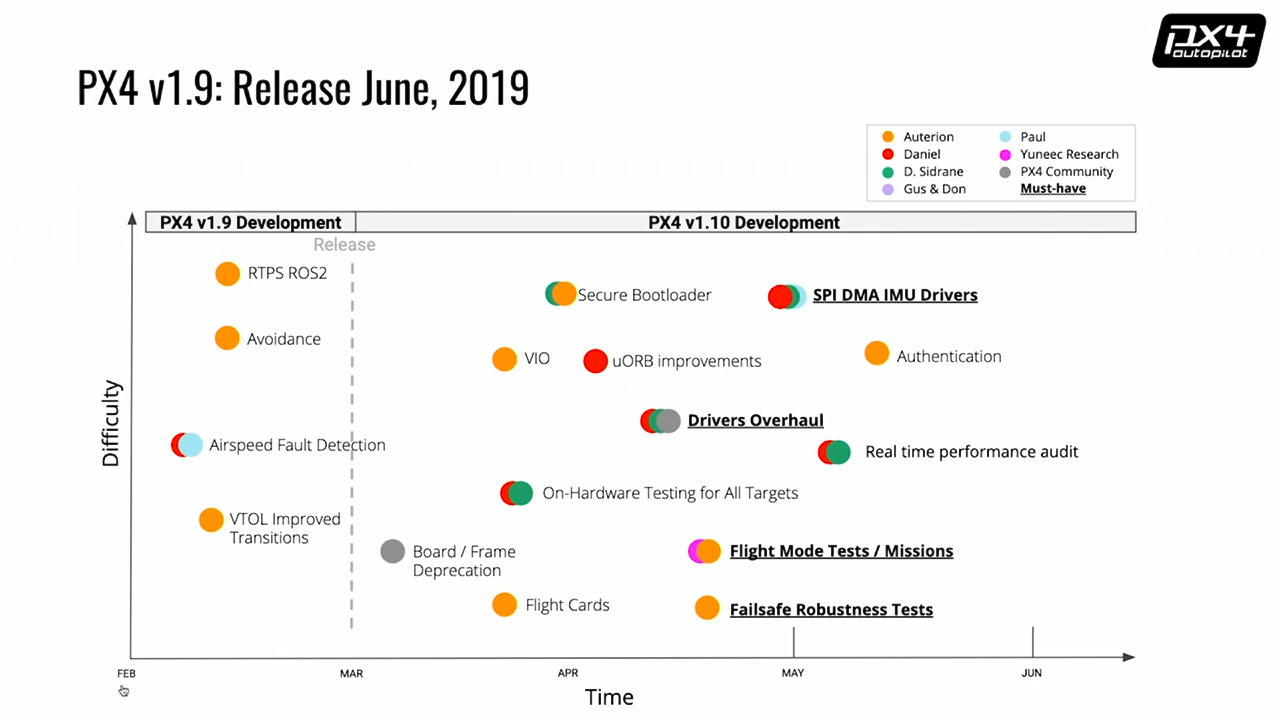 px4
autopilot
PX4 v1.9: Release June, 2019
Auterion
Daniel
D. Sidrane
Gus & Don
Paul
Yuneec Research
PX4 Community
Must-have
PX4 v1.9 Development
PX4 v1.10 Development
Release
RTPS ROS2
Secure Bootloader
SPI DMA IMU Drivers
Avoidance
VIO
uORB improvements
Authentication
Drivers Overhaul
Airspeed Fault Detection
Real time performance audit
On-Hardware Testing for All Targets
VTOL Improved
Transitions
Board / Frame
Deprecation
Flight Mode Tests / Missions
Flight Cards
Failsafe Robustness Tests
Difficulty
FEB
MAR
APR
MAY
JUN
Time